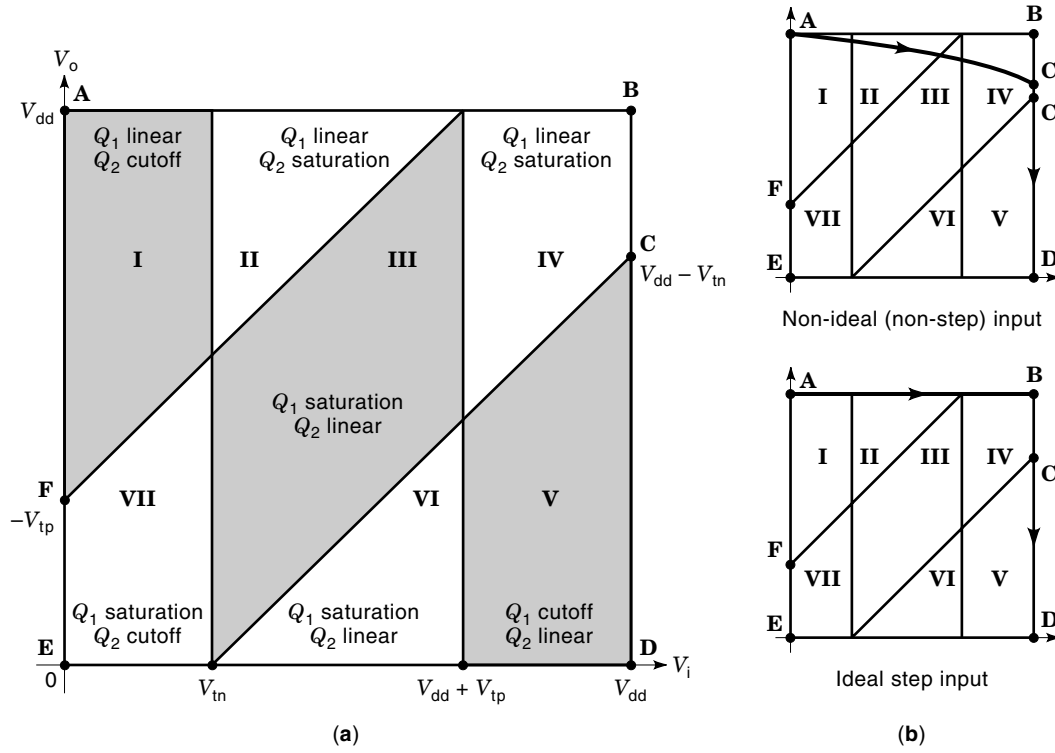 V_o
A
B
V_dd
Q_1 linear
Q_2 cutoff
Q_1 linear
Q_2 saturation
Q_1 linear
Q_2 saturation
I
II
III
IV
C
V_dd − V_tn
Q_1 saturation
Q_2 linear
F
−V_tp
VII
VI
V
Q_1 saturation
Q_2 cutoff
Q_1 saturation
Q_2 linear
Q_1 cutoff
Q_2 linear
E
D
V_i
0
V_tn
V_dd + V_tp
V_dd
(a)
A
B
C
C
I
II
III
IV
F
VII
VI
V
E
D
Non-ideal (non-step) input
A
B
I
II
III
IV
C
F
VII
VI
V
E
D
Ideal step input
(b)